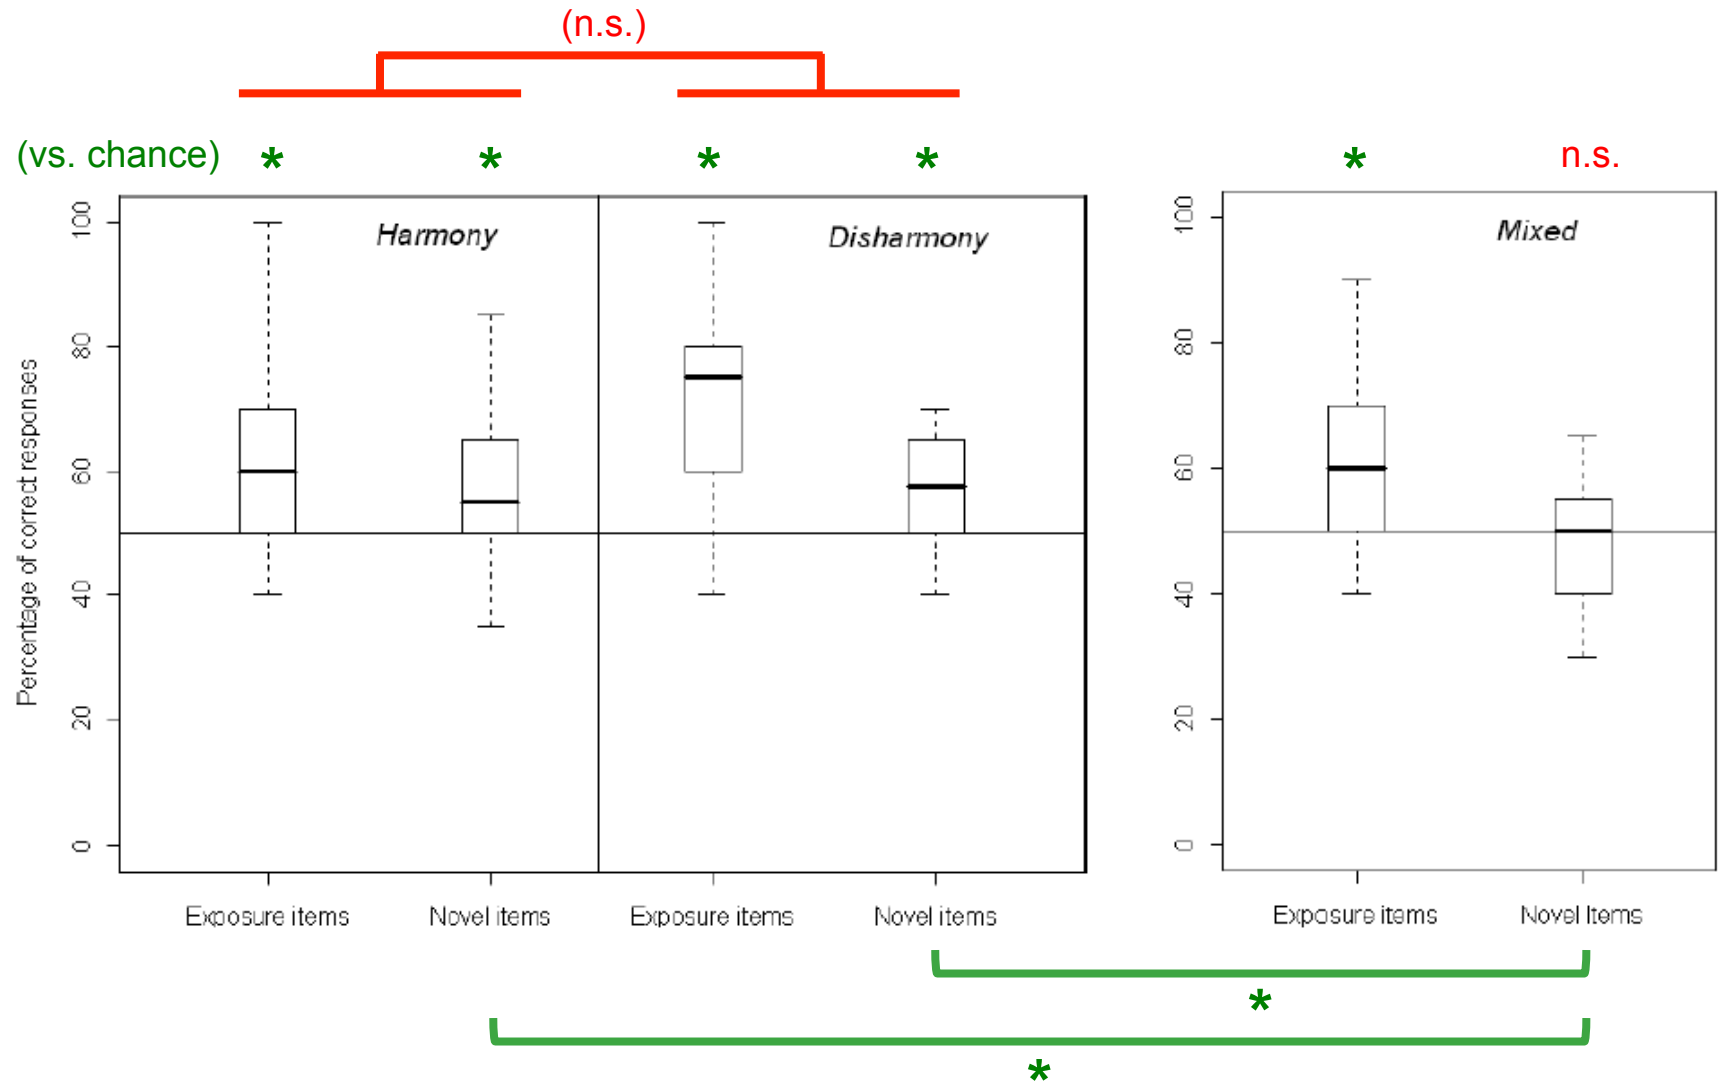 (n.s.)
(vs. chance) * * * * * n.s.
Harmony Disharmony Mixed
Percentage of correct responses
100
80
60
40
20
0
100
80
60
40
20
0
Exposure items Novel items Exposure items Novel items Exposure items Novel Items
*
*